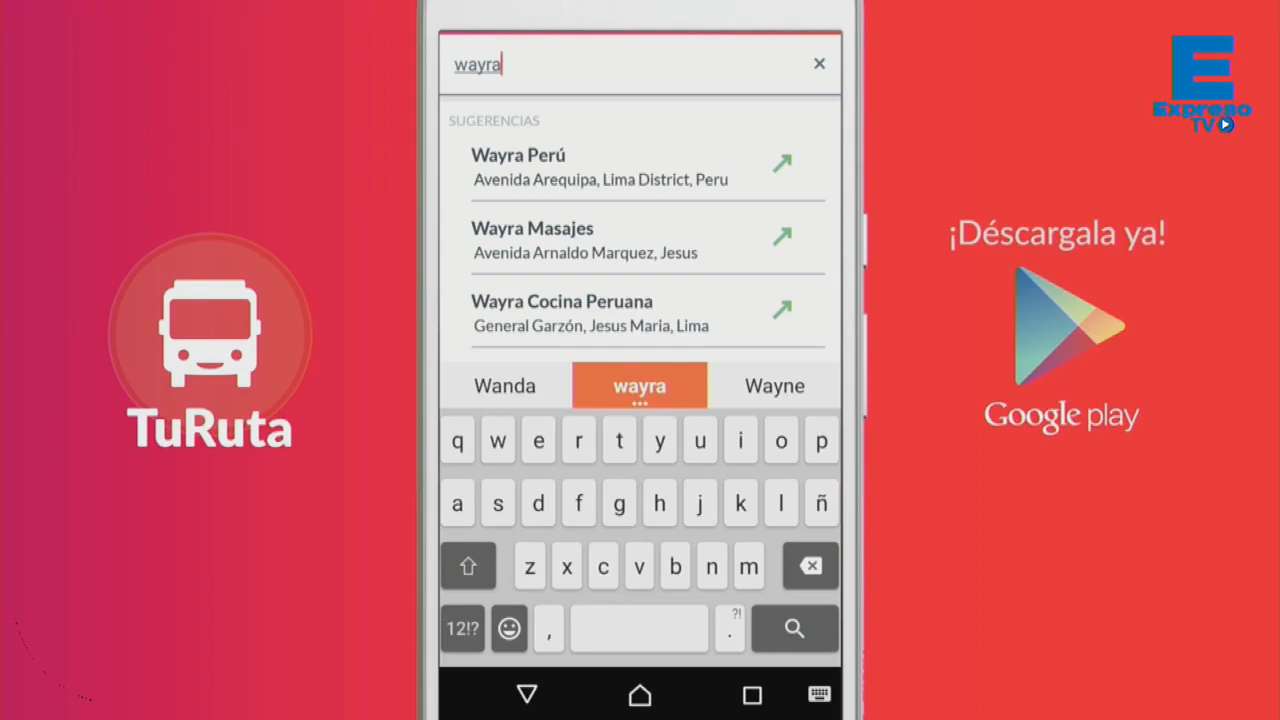 wayra
SUGERENCIAS
Wayra Perú
Avenida Arequipa, Lima District, Peru
Wayra Masajes
Avenida Arnaldo Marquez, Jesus
Wayra Cocina Peruana
General Garzón, Jesus Maria, Lima
Wanda wayra Wayne
q w e r t y u i o p
a s d f g h j k l ñ
z x c v b n m
12!? , . ?!
TuRuta
¡Déscargala ya!
Google play
E
Expreso
TV